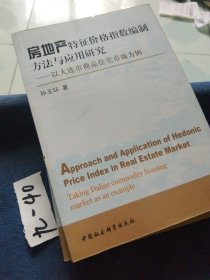 房地产特征价格指数编制
方法与应用研究
——以大连市商品住宅市场为例
孙玉环 著
Approach and Application of Hedonic
Price Index in Real Estate Market
Taking Dalian commodity housing
market as an example
中国社会科学出版社
九-40